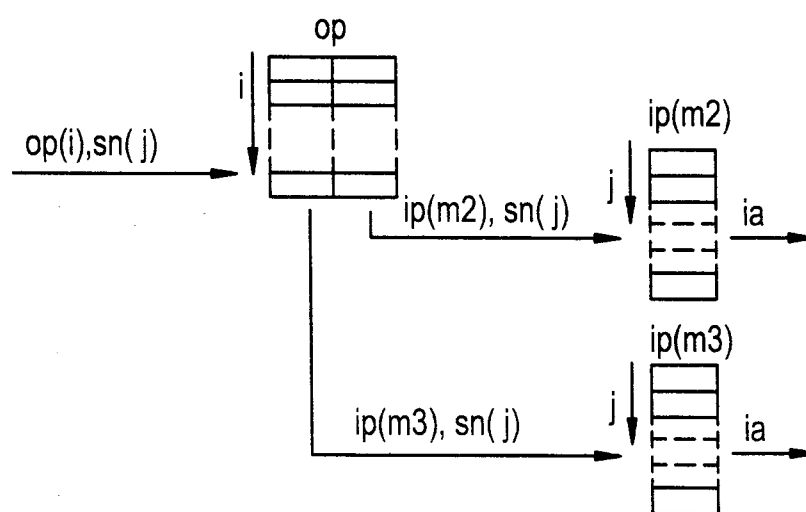 op
i
op(i),sn( j)
ip(m2)
j
ip(m2), sn( j)
ia
ip(m3)
j
ip(m3), sn( j)
ia